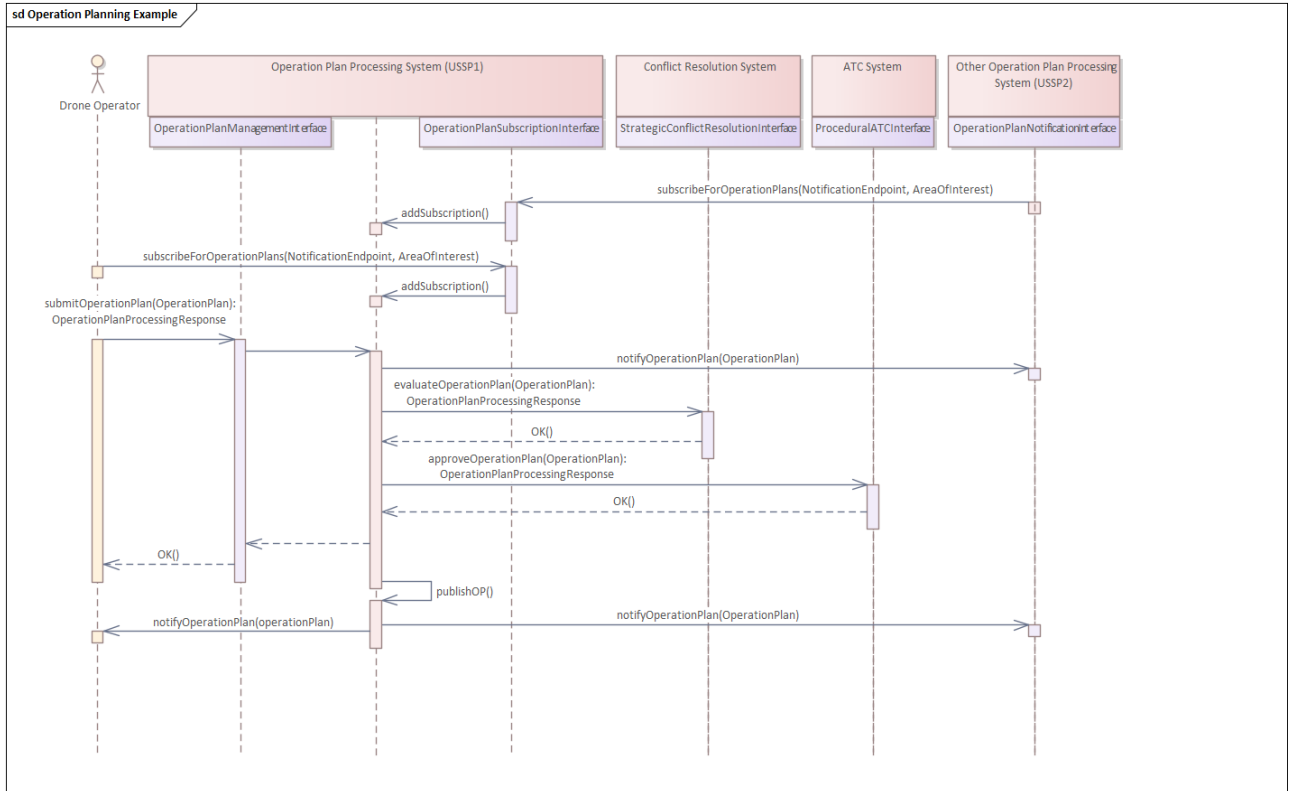 sd Operation Planning Example
Drone Operator
Operation Plan Processing System (USSP1)
Conflict Resolution System
ATC System
Other Operation Plan Processing
System (USSP2)
OperationPlanManagementInterface
OperationPlanSubscriptionInterface
StrategicConflictResolutionInterface
ProceduralATCInterface
OperationPlanNotificationInterface
subscribeForOperationPlans(NotificationEndpoint, AreaOfInterest)
addSubscription()
subscribeForOperationPlans(NotificationEndpoint, AreaOfInterest)
addSubscription()
submitOperationPlan(OperationPlan):
OperationPlanProcessingResponse
notifyOperationPlan(OperationPlan)
evaluateOperationPlan(OperationPlan):
OperationPlanProcessingResponse
OK()
approveOperationPlan(OperationPlan):
OperationPlanProcessingResponse
OK()
OK()
publishOP()
notifyOperationPlan(operationPlan)
notifyOperationPlan(OperationPlan)